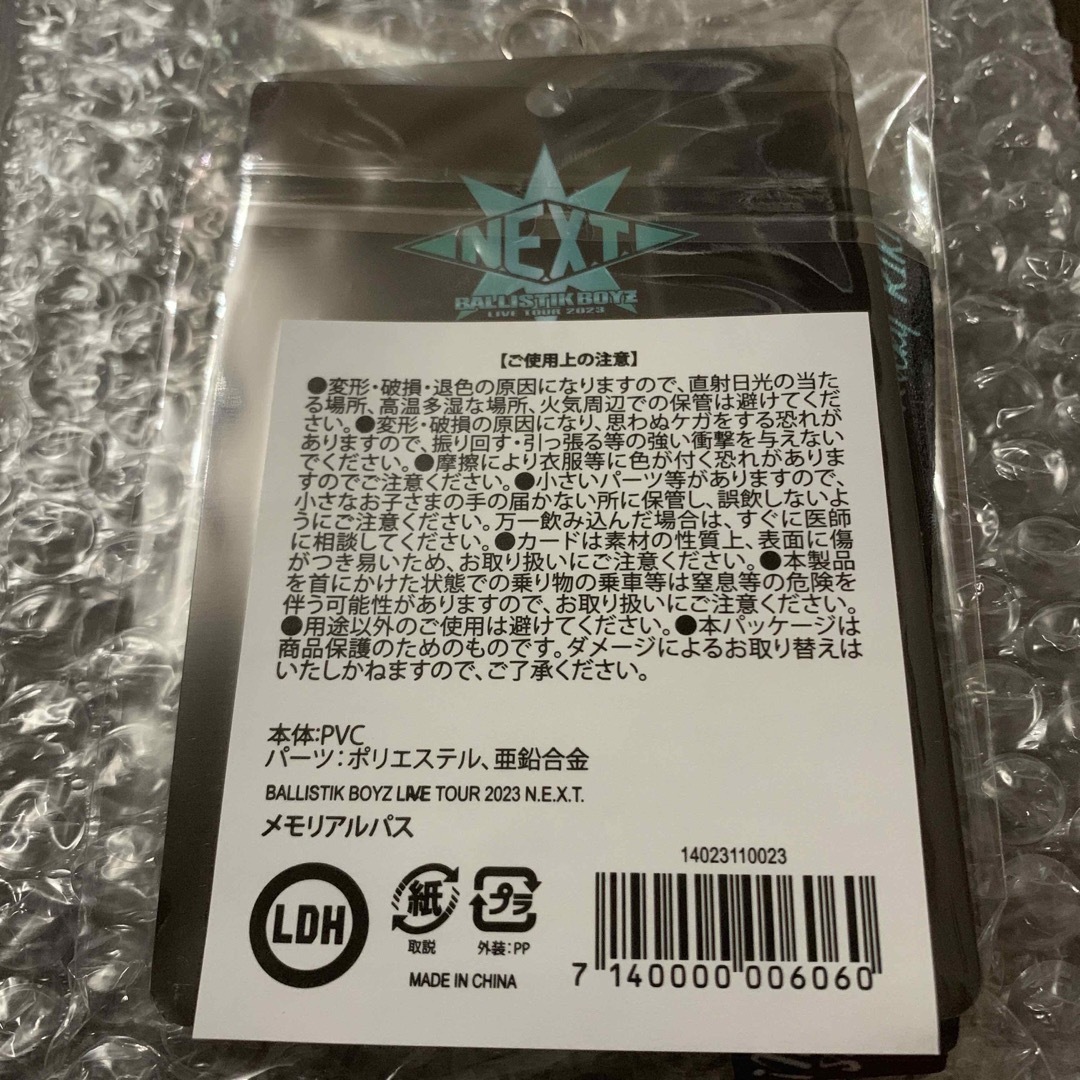 N.E.X.T.
BALLISTIK BOYZ
LIVE TOUR 2023
【ご使用上の注意】
●変形・破損・退色の原因になりますので、直射日光の当た
る場所、高温多湿な場所、火気周辺での保管は避けてくだ
さい。●変形・破損の原因になり、思わぬケガをする恐れが
ありますので、振り回す・引っ張る等の強い衝撃を与えない
でください。●摩擦により衣服等に色が付く恐れがありま
すのでご注意ください。●小さいパーツ等がありますので、
小さなお子さまの手の届かない所に保管し、誤飲しないよ
うにご注意ください。万一飲み込んだ場合は、すぐに医師
に相談してください。●カードは素材の性質上、表面に傷
がつき易いため、お取り扱いにご注意ください。●本製品
を首にかけた状態での乗り物の乗車等は窒息等の危険を
伴う可能性がありますので、お取り扱いにご注意ください。
●用途以外のご使用は避けてください。●本パッケージは
商品保護のためのものです。ダメージによるお取り替えは
いたしかねますので、ご了承ください。
本体:PVC
パーツ:ポリエステル、亜鉛合金
BALLISTIK BOYZ LIVE TOUR 2023 N.E.X.T.
メモリアルパス
14023110023
LDH
紙
プラ
取説
外装:PP
MADE IN CHINA
7 140000 006060